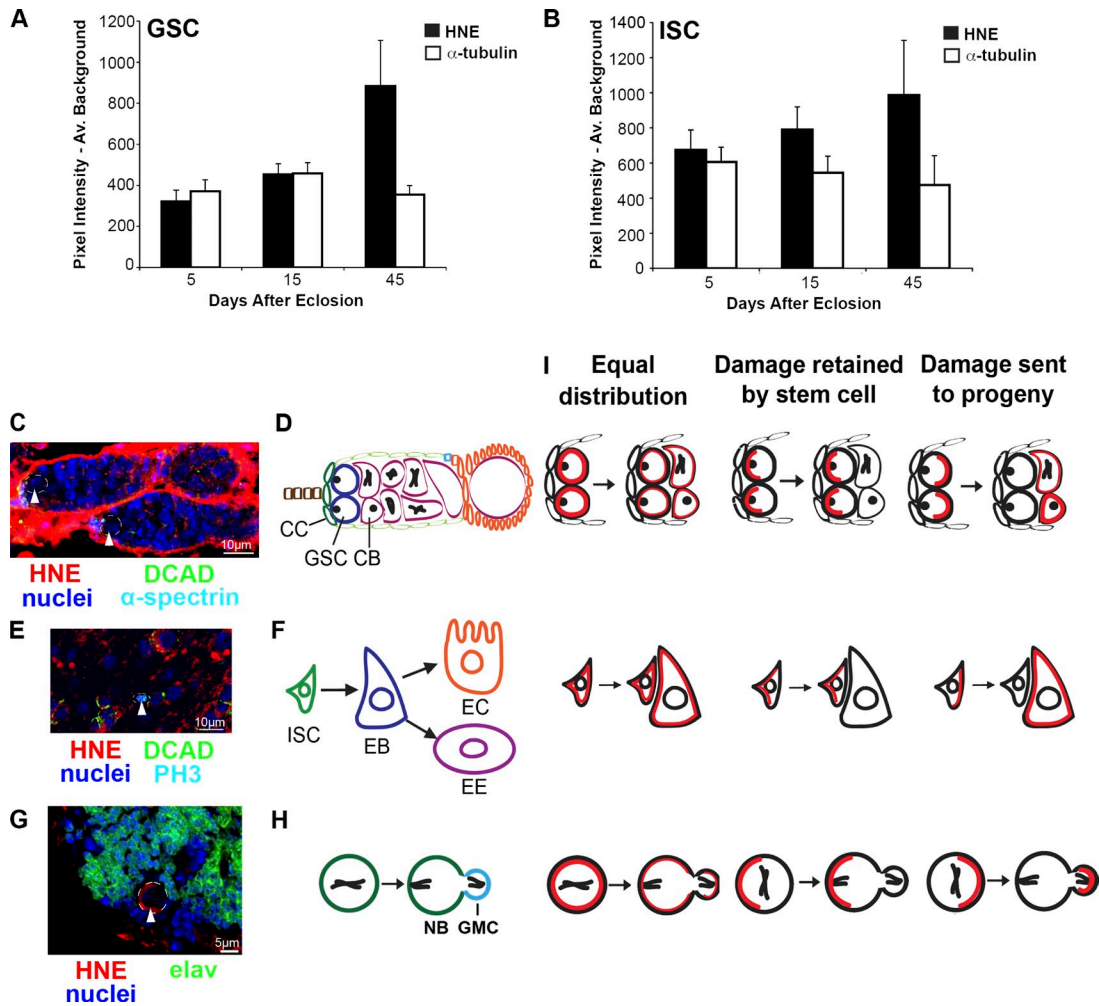 A
GSC
HNE
α-tubulin
Pixel Intensity - Av. Background
1200
1000
800
600
400
200
0
5
15
45
Days After Eclosion
B
ISC
HNE
α-tubulin
Pixel Intensity - Av. Background
1400
1200
1000
800
600
400
200
0
5
15
45
Days After Eclosion
I
Equal
distribution
Damage retained
by stem cell
Damage sent
to progeny
C
10µm
HNE
DCAD
nuclei
α-spectrin
D
CC
GSC
CB
E
10µm
HNE
DCAD
nuclei
PH3
F
ISC
EB
EC
EE
G
5µm
HNE
elav
nuclei
H
NB
GMC